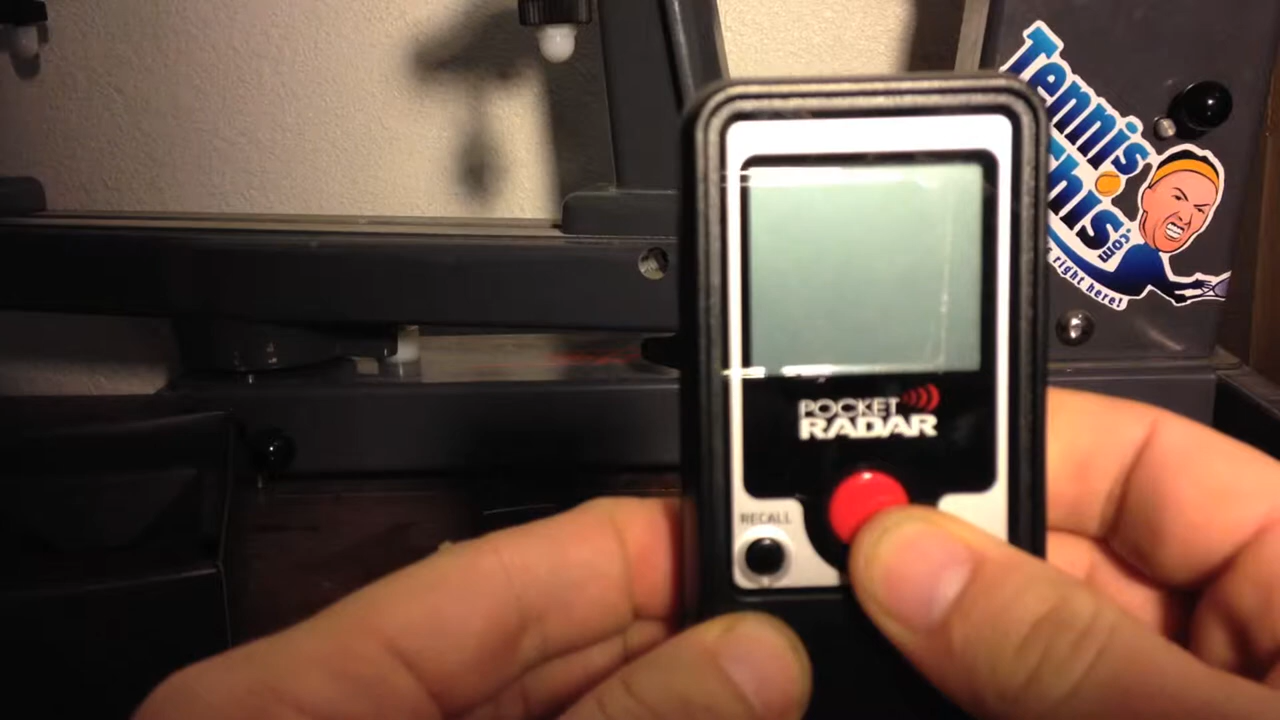 Tennis
This
.com
right here!
POCKET
RADAR
RECALL